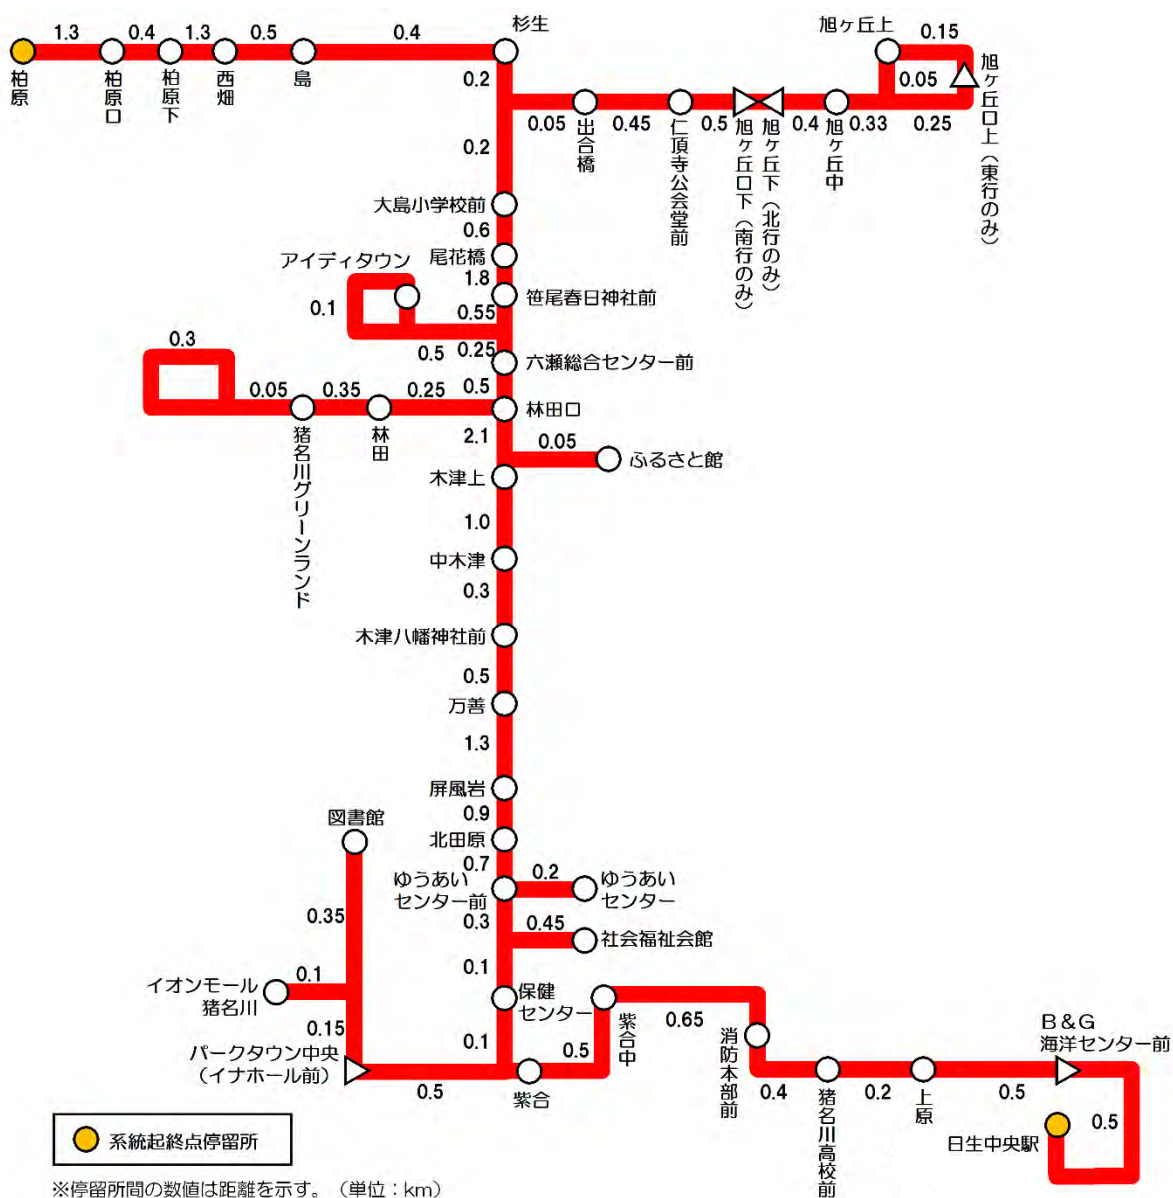 1.3
0.4
1.3
0.5
0.4
杉生
柏原
柏原口
柏原下
西畑
島
0.2
旭ヶ丘上
0.15
0.05
旭ヶ丘口上（東行のみ）
0.05
0.45
0.5
0.4
0.33
0.25
出合橋
仁頂寺公会堂前
旭ヶ丘口下（南行のみ）
旭ヶ丘下（北行のみ）
旭ヶ丘中
0.2
大島小学校前
0.6
尾花橋
アイディタウン
1.8
笹尾春日神社前
0.1
0.55
0.5
0.25
六瀬総合センター前
0.3
0.5
0.05
0.35
0.25
林田口
猪名川グリーンランド
林田
2.1
0.05
ふるさと館
木津上
1.0
中木津
0.3
木津八幡神社前
0.5
万善
1.3
屏風岩
0.9
図書館
北田原
0.7
ゆうあい
センター前
0.2
ゆうあい
センター
0.35
0.3
0.45
社会福祉会館
0.1
0.1
イオンモール
猪名川
保健
センター
紫合中
0.65
消防本部前
B＆G
海洋センター前
0.15
0.1
0.5
パークタウン中央
（イナホール前）
0.5
紫合
0.4
猪名川高校前
0.2
上原
0.5
0.5
日生中央駅
系統起終点停留所
※停留所間の数値は距離を示す。（単位：km）